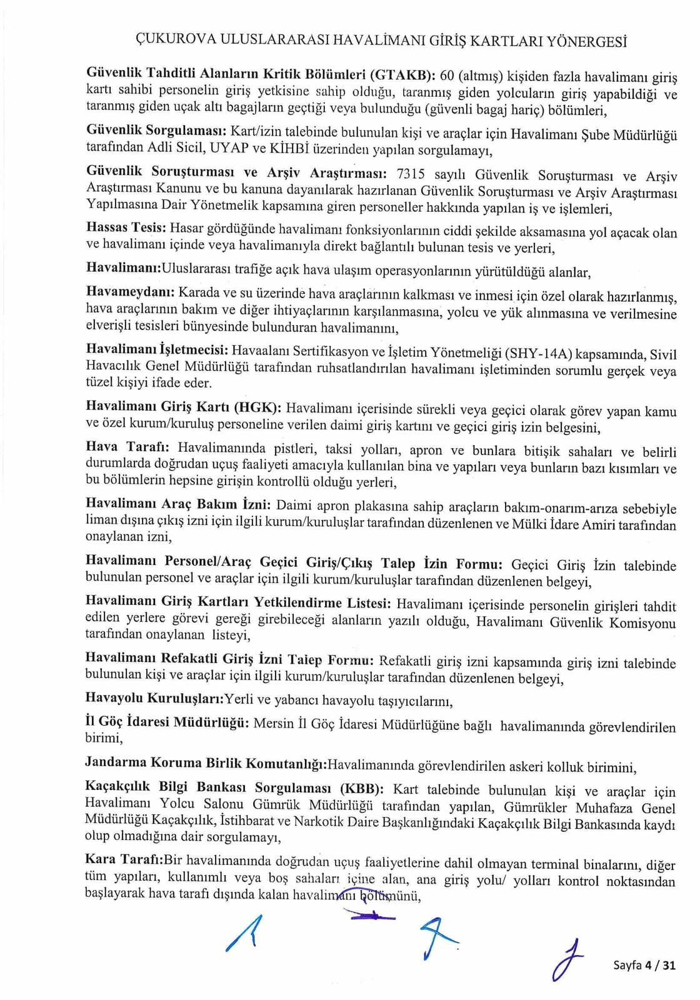 ÇUKUROVA ULUSLARARASI HAVALİMANI GİRİŞ KARTLARI YÖNERGESİ
Güvenlik Tahditli Alanların Kritik Bölümleri (GTAKB): 60 (altmış) kişiden fazla havalimanı giriş
kartı sahibi personelin giriş yetkisine sahip olduğu, taranmış giden yolcuların giriş yapabildiği ve
taranmış giden uçak altı bagajların geçtiği veya bulunduğu (güvenli bagaj hariç) bölümleri,
Güvenlik Sorgulaması: Kart/izin talebinde bulunulan kişi ve araçlar için Havalimanı Şube Müdürlüğü
tarafından Adli Sicil, UYAP ve KİHBİ üzerinden yapılan sorgulamayı,
Güvenlik Soruşturması ve Arşiv Araştırması: 7315 sayılı Güvenlik Soruşturması ve Arşiv
Araştırması Kanunu ve bu kanuna dayanılarak hazırlanan Güvenlik Soruşturması ve Arşiv Araştırması
Yapılmasına Dair Yönetmelik kapsamına giren personeller hakkında yapılan iş ve işlemleri,
Hassas Tesis: Hasar gördüğünde havalimanı fonksiyonlarının ciddi şekilde aksamasına yol açacak olan
ve havalimanı içinde veya havalimanıyla direkt bağlantılı bulunan tesis ve yerleri,
Havalimanı:Uluslararası trafiğe açık hava ulaşım operasyonlarının yürütüldüğü alanlar,
Havameydanı: Karada ve su üzerinde hava araçlarının kalkması ve inmesi için özel olarak hazırlanmış,
hava araçlarının bakım ve diğer ihtiyaçlarının karşılanmasına, yolcu ve yük alınmasına ve verilmesine
elverişli tesisleri bünyesinde bulunduran havalimanını,
Havalimanı İşletmecisi: Havaalanı Sertifikasyon ve İşletim Yönetmeliği (SHY-14A) kapsamında, Sivil
Havacılık Genel Müdürlüğü tarafından ruhsatlandırılan havalimanı işletiminden sorumlu gerçek veya
tüzel kişiyi ifade eder.
Havalimanı Giriş Kartı (HGK): Havalimanı içerisinde sürekli veya geçici olarak görev yapan kamu
ve özel kurum/kuruluş personeline verilen daimi giriş kartını ve geçici giriş izin belgesini,
Hava Tarafı: Havalimanında pistleri, taksi yolları, apron ve bunlara bitişik sahaları ve belirli
durumlarda doğrudan uçuş faaliyeti amacıyla kullanılan bina ve yapıları veya bunların bazı kısımları ve
bu bölümlerin hepsine girişin kontrollü olduğu yerleri,
Havalimanı Araç Bakım İzni: Daimi apron plakasına sahip araçların bakım-onarım-arıza sebebiyle
liman dışına çıkış izni için ilgili kurum/kuruluşlar tarafından düzenlenen ve Mülki İdare Amiri tarafından
onaylanan izni,
Havalimanı Personel/Araç Geçici Giriş/Çıkış Talep İzin Formu: Geçici Giriş İzin talebinde
bulunulan personel ve araçlar için ilgili kurum/kuruluşlar tarafından düzenlenen belgeyi,
Havalimanı Giriş Kartları Yetkilendirme Listesi: Havalimanı içerisinde personelin girişleri tahdit
edilen yerlere görevi gereği girebileceği alanların yazılı olduğu, Havalimanı Güvenlik Komisyonu
tarafından onaylanan listeyi,
Havalimanı Refakatli Giriş İzni Talep Formu: Refakatli giriş izni kapsamında giriş izni talebinde
bulunulan kişi ve araçlar için ilgili kurum/kuruluşlar tarafından düzenlenen belgeyi,
Havayolu Kuruluşları:Yerli ve yabancı havayolu taşıyıcılarını,
İl Göç İdaresi Müdürlüğü: Mersin İl Göç İdaresi Müdürlüğüne bağlı havalimanında görevlendirilen
birimi,
Jandarma Koruma Birlik Komutanlığı:Havalimanında görevlendirilen askeri kolluk birimini,
Kaçakçılık Bilgi Bankası Sorgulaması (KBB): Kart talebinde bulunulan kişi ve araçlar için
Havalimanı Yolcu Salonu Gümrük Müdürlüğü tarafından yapılan, Gümrükler Muhafaza Genel
Müdürlüğü Kaçakçılık, İstihbarat ve Narkotik Daire Başkanlığındaki Kaçakçılık Bilgi Bankasında kaydı
olup olmadığına dair sorgulamayı,
Kara Tarafı:Bir havalimanında doğrudan uçuş faaliyetlerine dahil olmayan terminal binalarını, diğer
tüm yapıları, kullanımlı veya boş sahaları içine alan, ana giriş yolu/ yolları kontrol noktasından
başlayarak hava tarafı dışında kalan havalimanı bölümünü,
Sayfa 4 / 31